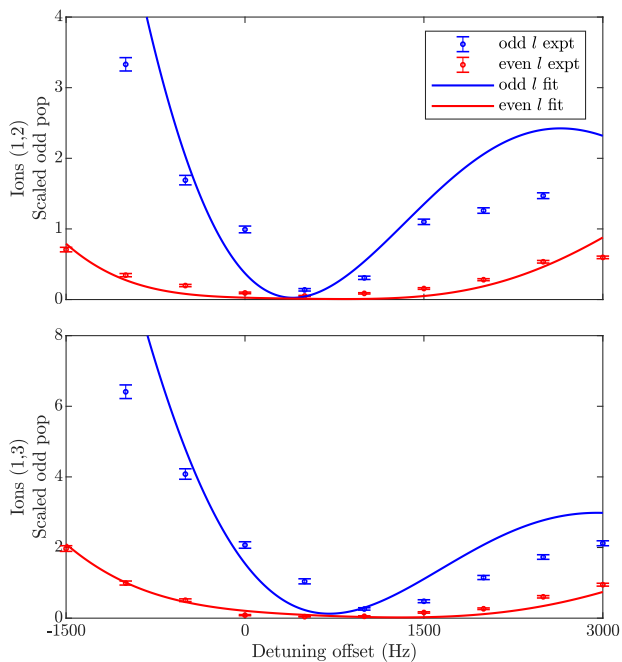 4
3
2
1
0
Ions (1,2)
Scaled odd pop
odd l expt
even l expt
odd l fit
even l fit
8
6
4
2
0
Ions (1,3)
Scaled odd pop
-1500 0 1500 3000
Detuning offset (Hz)